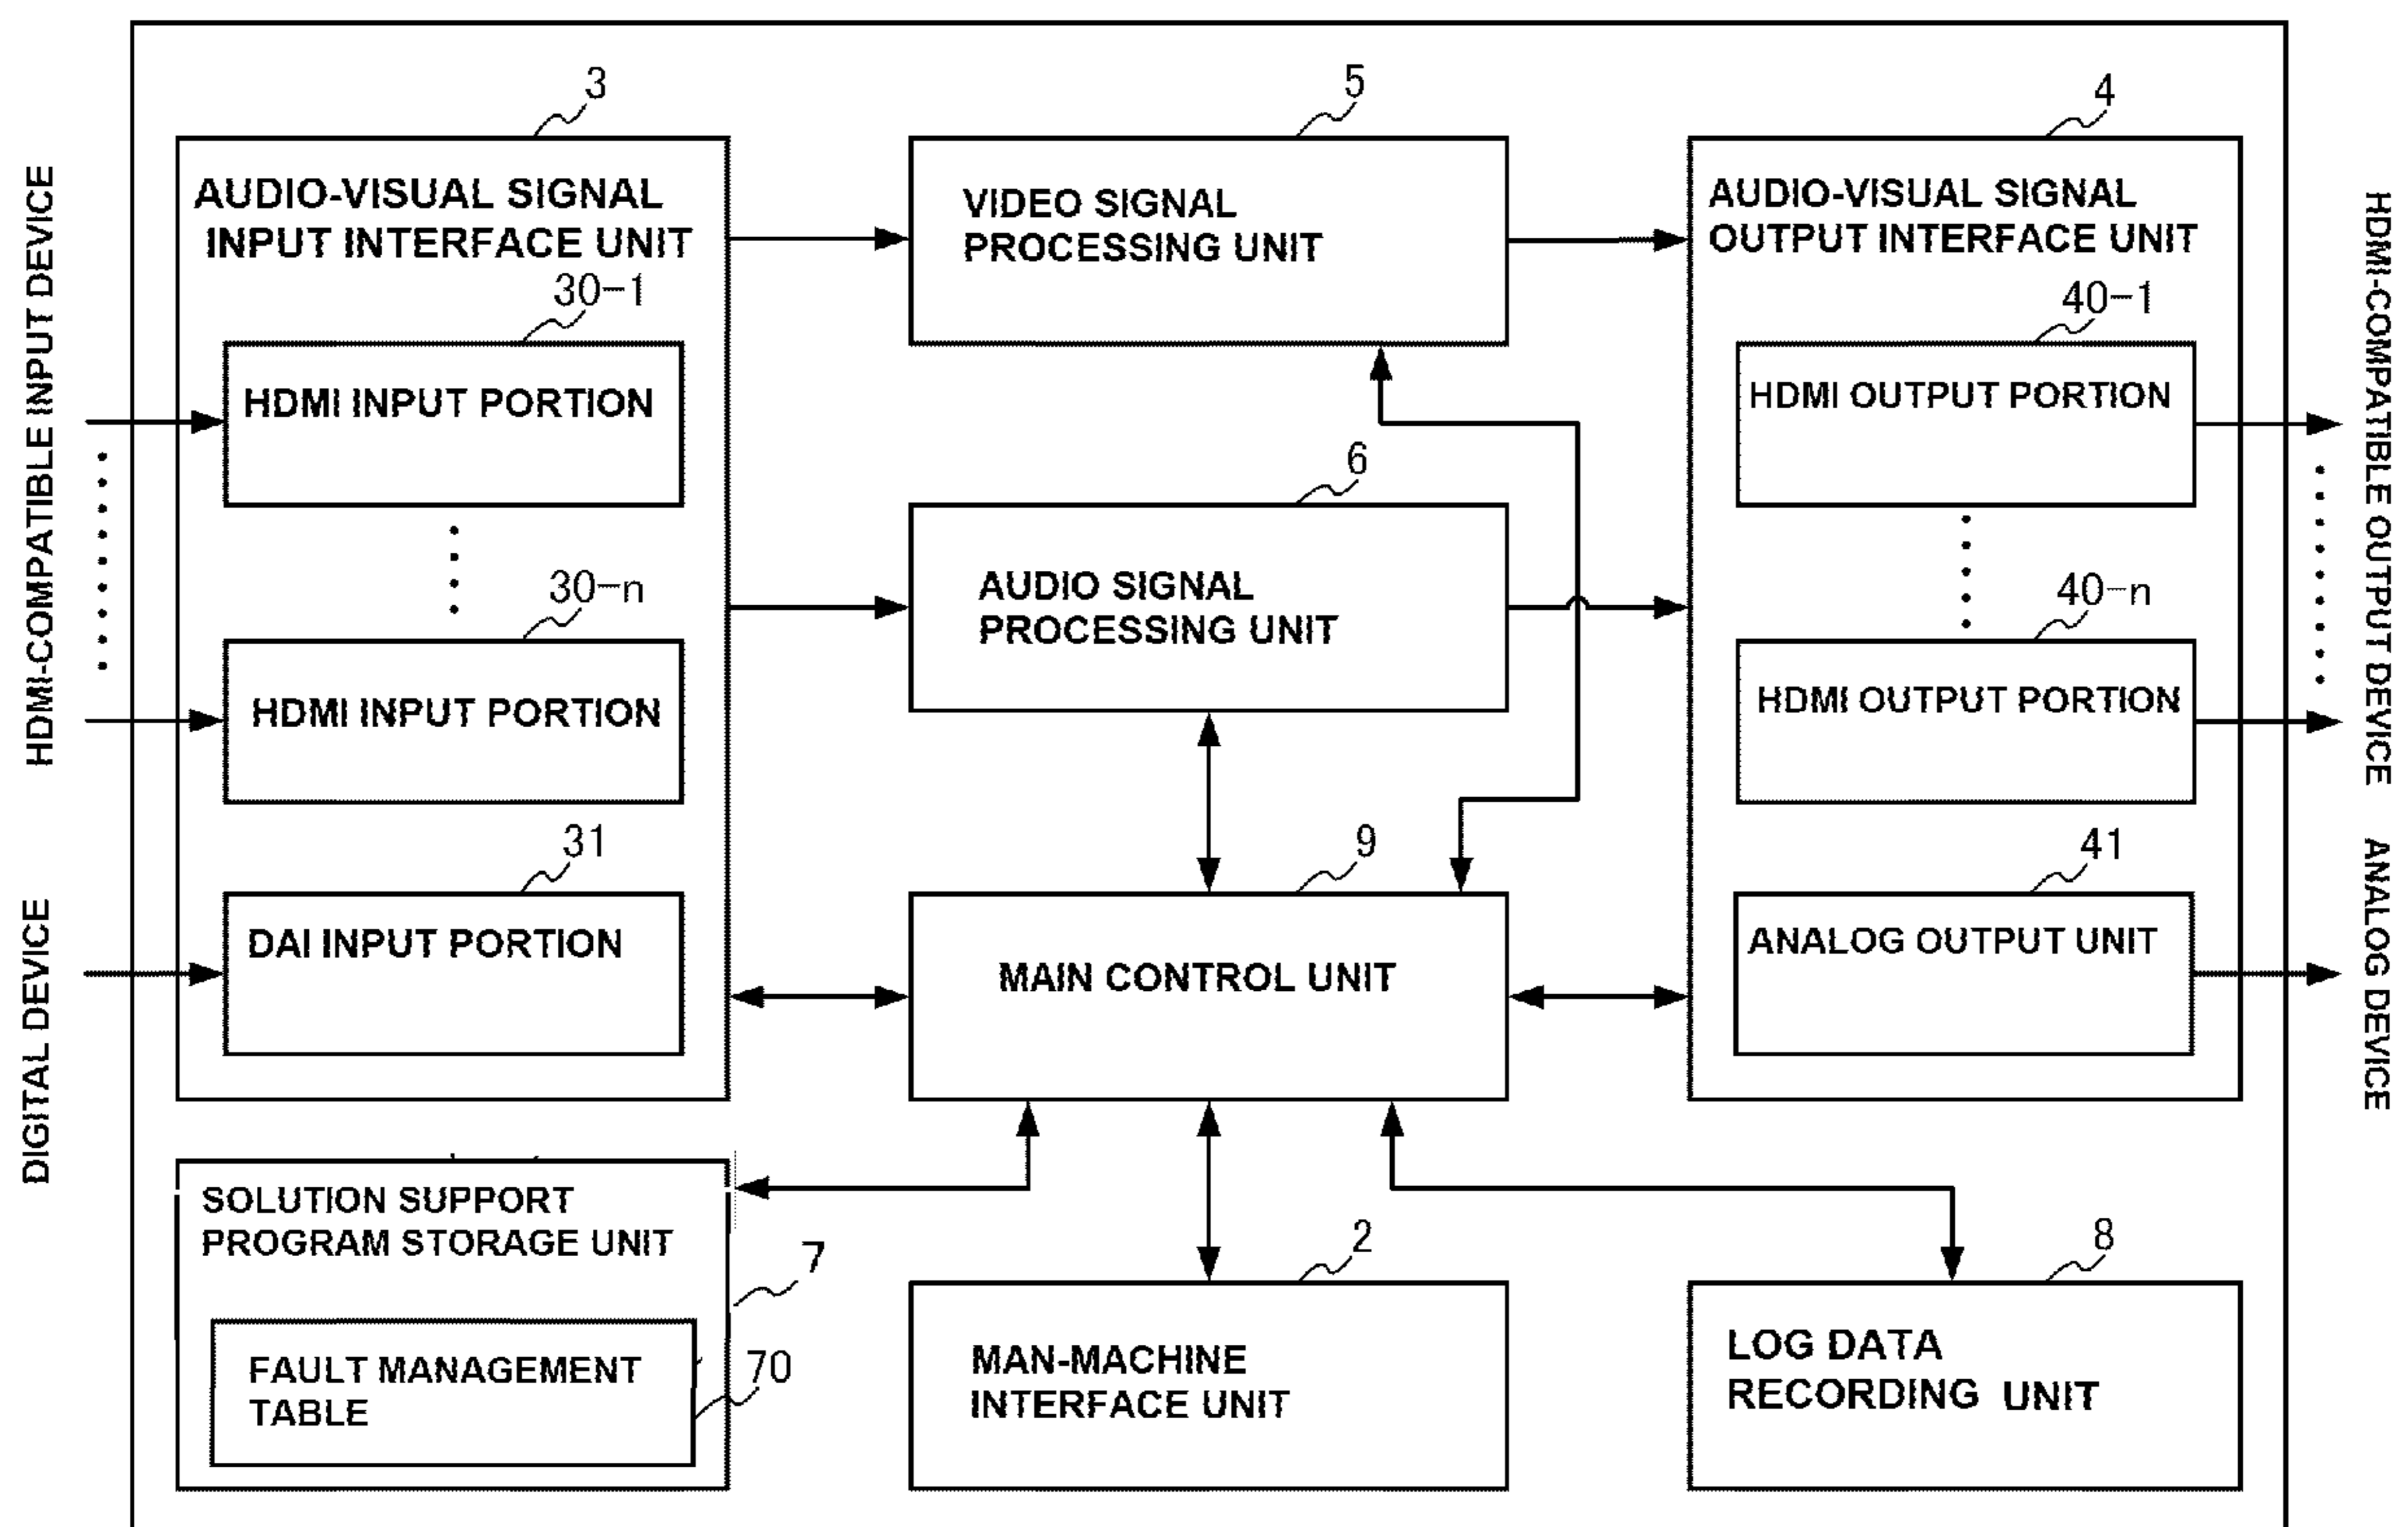 HDMI-COMPATIBLE INPUT DEVICE
DIGITAL DEVICE
3
AUDIO-VISUAL SIGNAL
INPUT INTERFACE UNIT
30-1
HDMI INPUT PORTION
30-n
HDMI INPUT PORTION
31
DAI INPUT PORTION
SOLUTION SUPPORT
PROGRAM STORAGE UNIT
7
FAULT MANAGEMENT
TABLE
70
5
VIDEO SIGNAL
PROCESSING UNIT
6
AUDIO SIGNAL
PROCESSING UNIT
9
MAIN CONTROL UNIT
2
MAN-MACHINE
INTERFACE UNIT
4
AUDIO-VISUAL SIGNAL
OUTPUT INTERFACE UNIT
40-1
HDMI OUTPUT PORTION
40-n
HDMI OUTPUT PORTION
41
ANALOG OUTPUT UNIT
8
LOG DATA
RECORDING UNIT
HDMI-COMPATIBLE OUTPUT DEVICE
ANALOG DEVICE